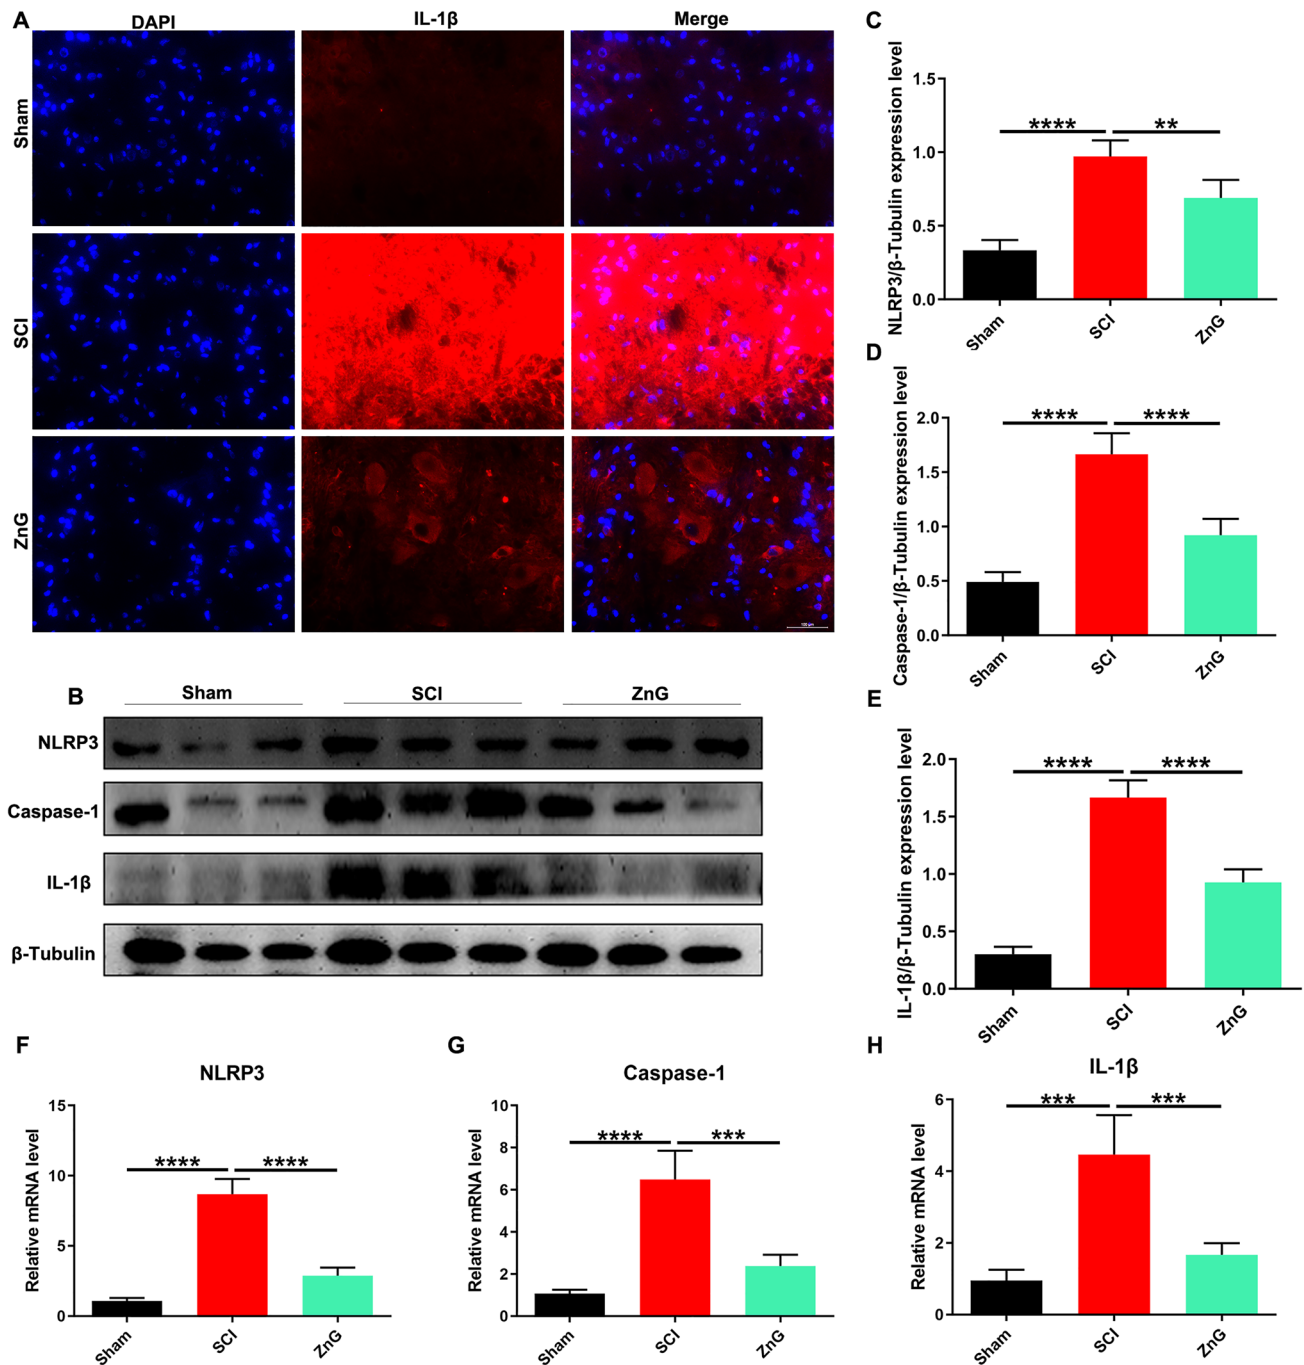 A
DAPI
IL-1β
Merge
Sham
SCI
ZnG
100 μm
B
Sham
SCI
ZnG
NLRP3
Caspase-1
IL-1β
β-Tubulin
C
NLRP3/β-Tubulin expression level
1.5
1.0
0.5
0.0
****
**
Sham
SCI
ZnG
D
Caspase-1/β-Tubulin expression level
2.0
1.5
1.0
0.5
0.0
****
****
Sham
SCI
ZnG
E
IL-1β/β-Tubulin expression level
2.0
1.5
1.0
0.5
0.0
****
****
Sham
SCI
ZnG
F
NLRP3
Relative mRNA level
15
10
5
0
****
****
Sham
SCI
ZnG
G
Caspase-1
Relative mRNA level
10
8
6
4
2
0
****
***
Sham
SCI
ZnG
H
IL-1β
Relative mRNA level
6
4
2
0
***
***
Sham
SCI
ZnG